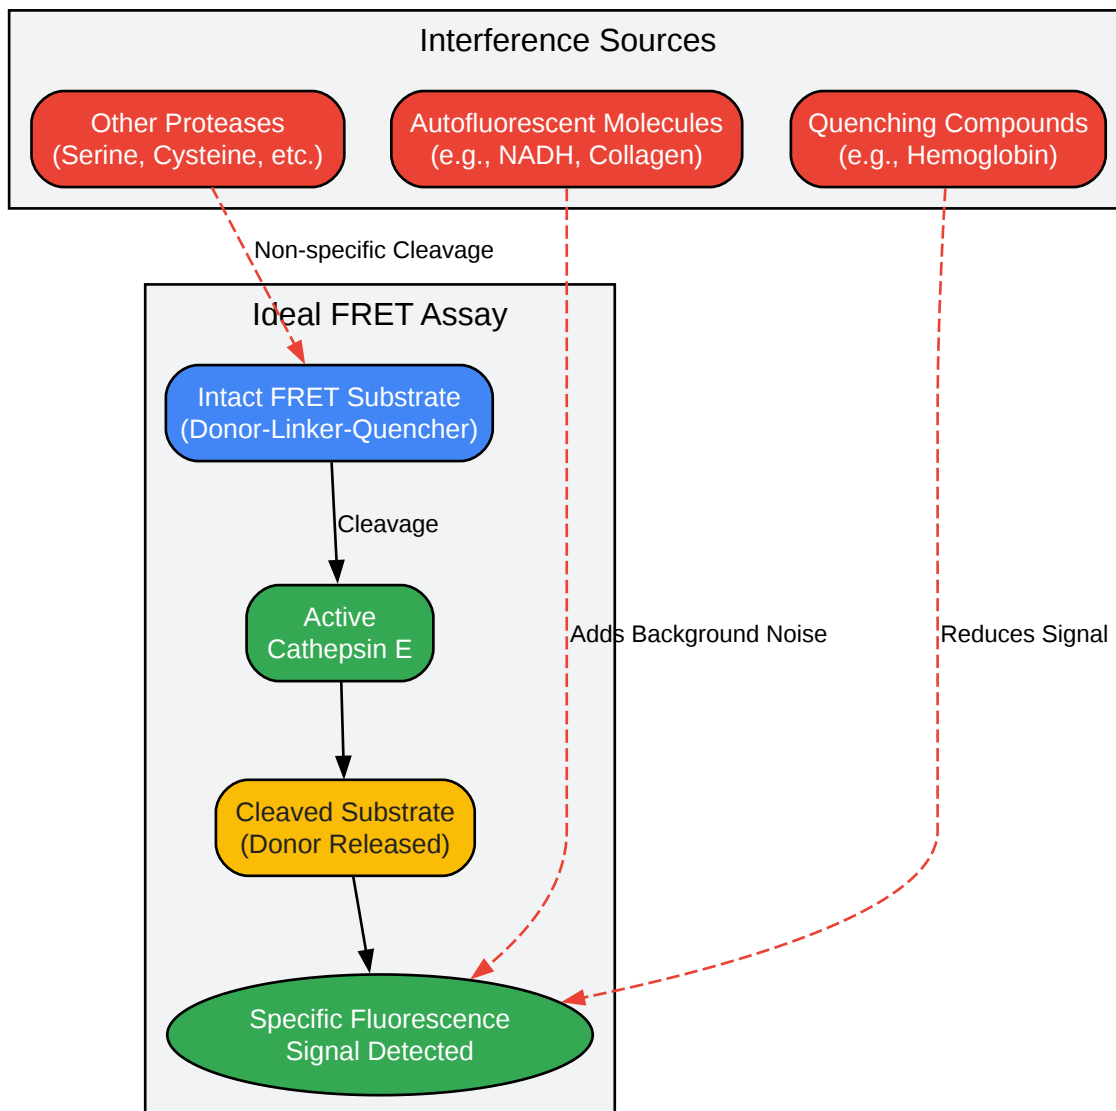 Interference Sources
Other Proteases
(Serine, Cysteine, etc.)
Autofluorescent Molecules
(e.g., NADH, Collagen)
Quenching Compounds
(e.g., Hemoglobin)
Non-specific Cleavage
Ideal FRET Assay
Intact FRET Substrate
(Donor-Linker-Quencher)
Cleavage
Active
Cathepsin E
Adds Background Noise
Reduces Signal
Cleaved Substrate
(Donor Released)
Specific Fluorescence
Signal Detected